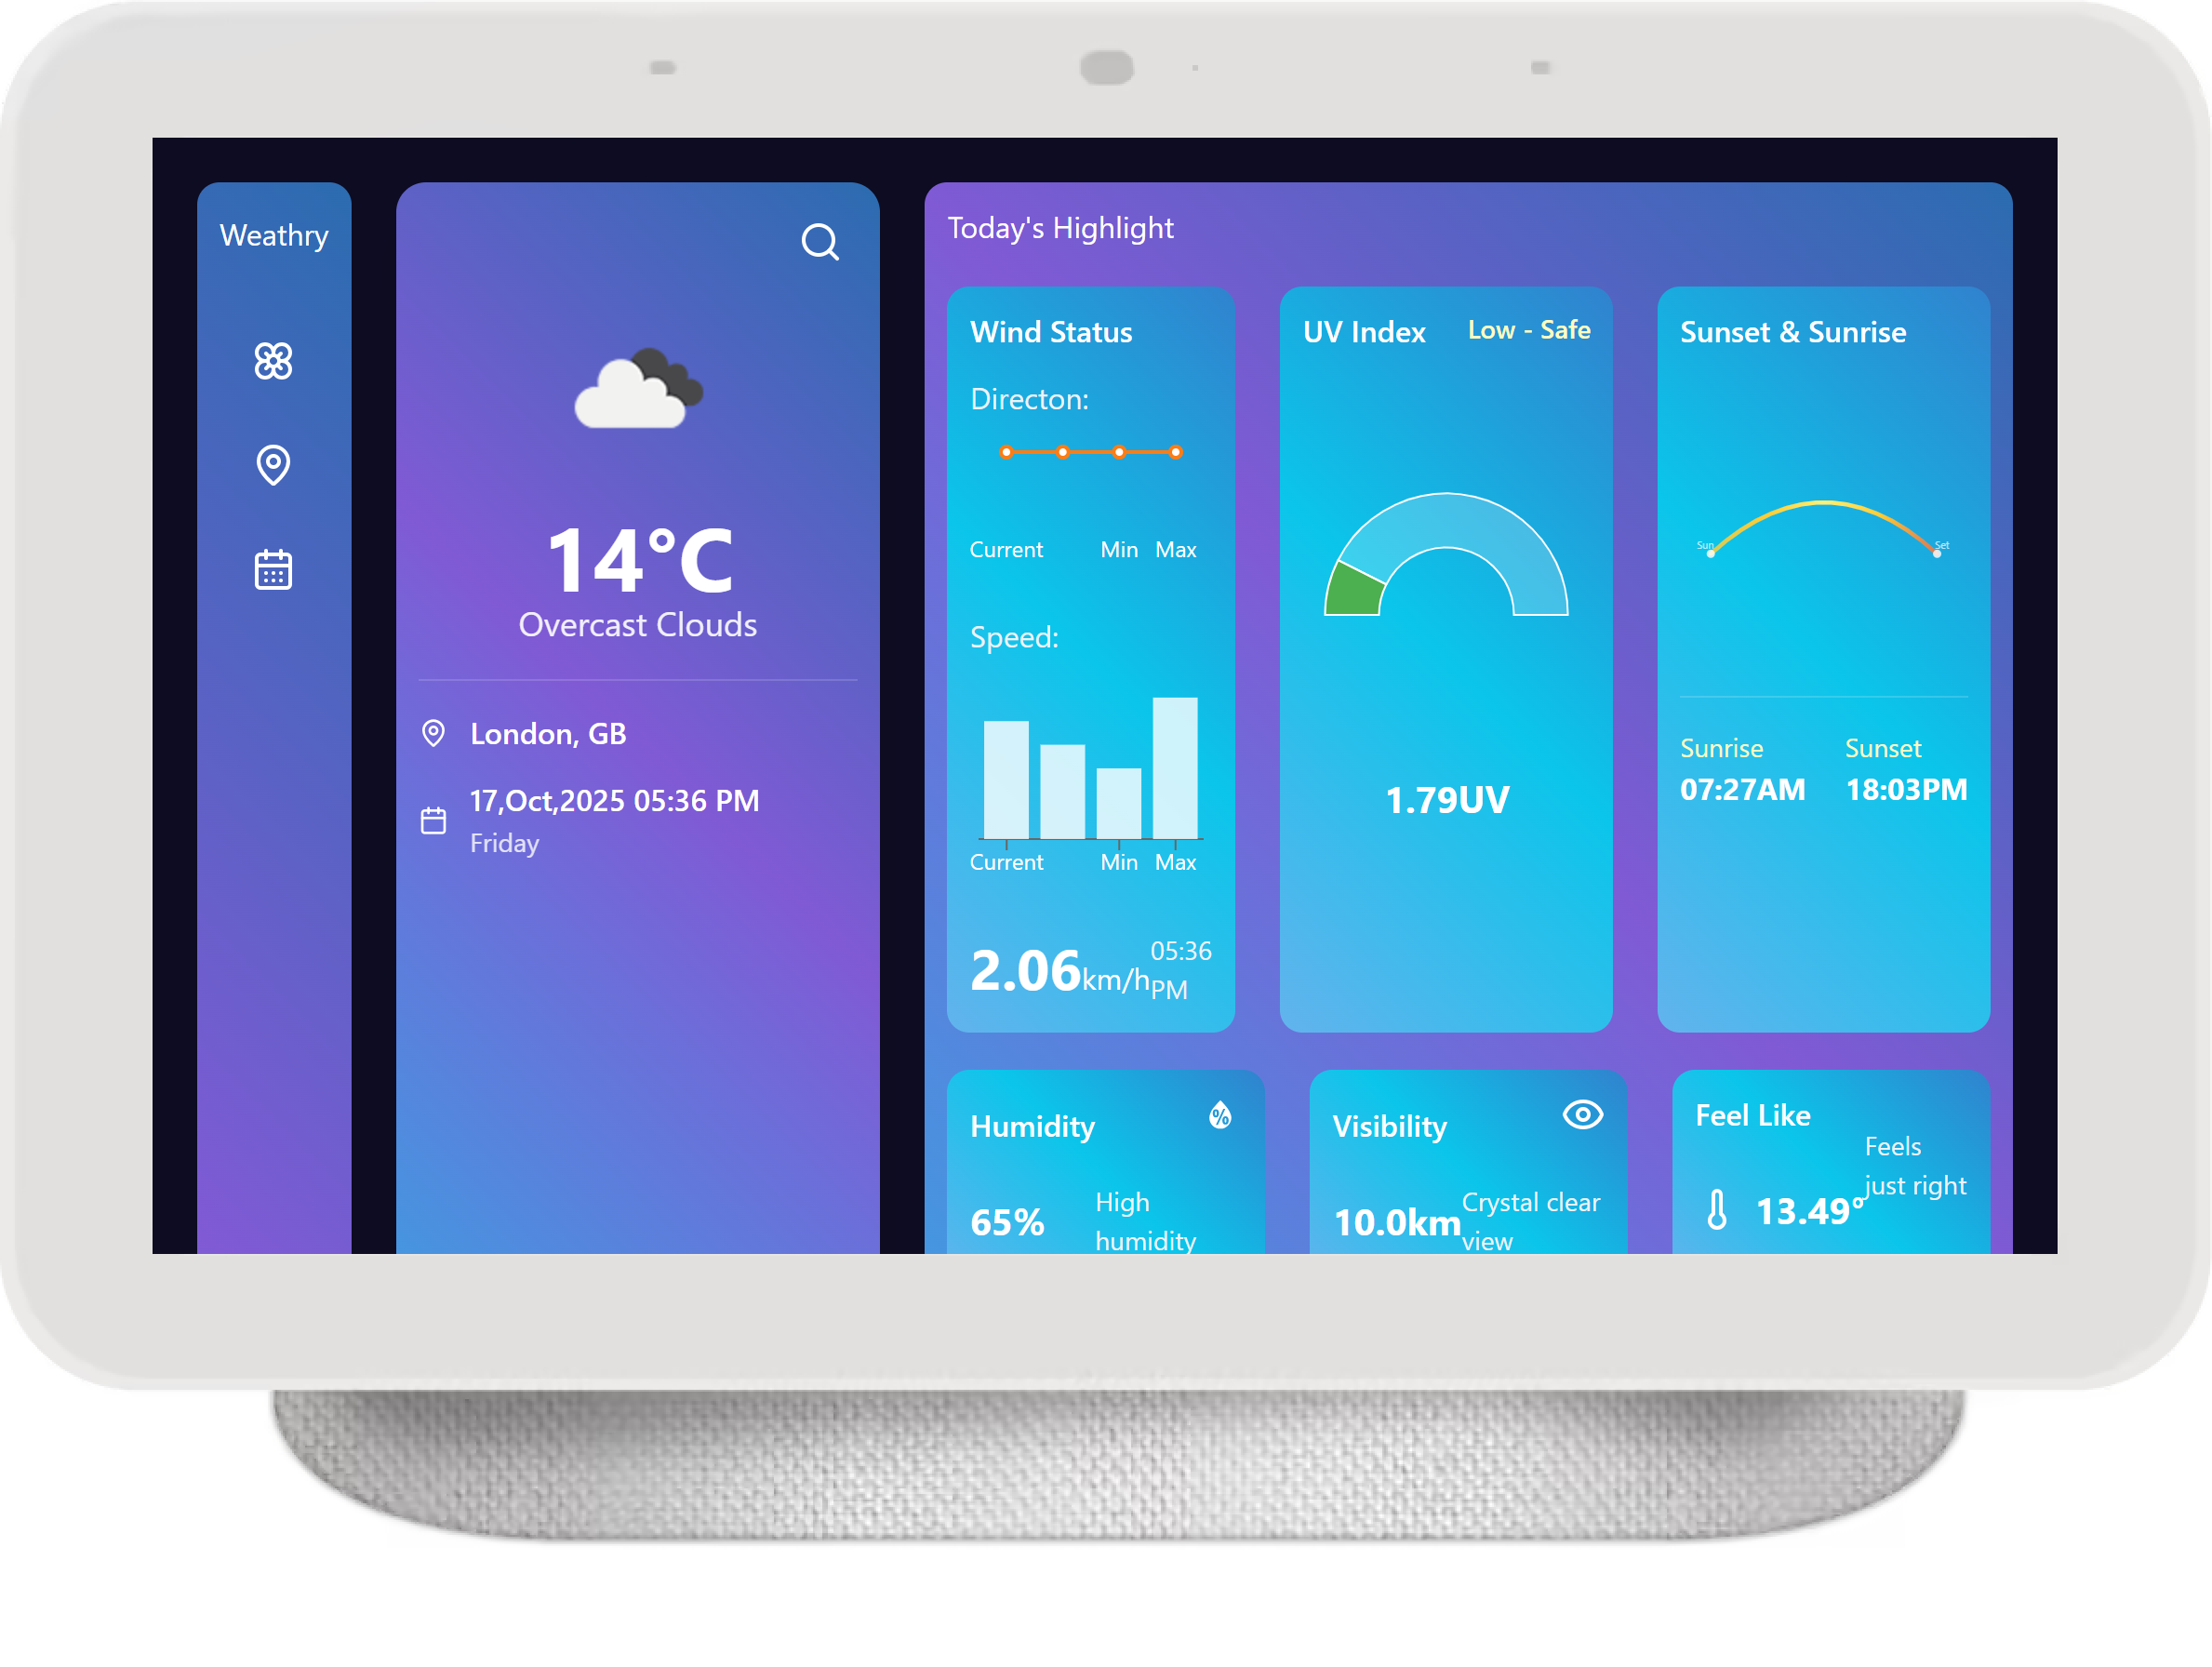 Weathry
14°C
Overcast Clouds
London, GB
17,Oct,2025 05:36 PM
Friday
Today's Highlight
Wind Status
Directon:
Current Min Max
Speed:
Current Min Max
2.06km/h
05:36
PM
UV Index Low - Safe
1.79UV
Sunset & Sunrise
Sun Set
Sunrise Sunset
07:27AM 18:03PM
Humidity
%
65%
High
humidity
Visibility
10.0km
Crystal clear
view
Feel Like
Feels
just right
13.49°